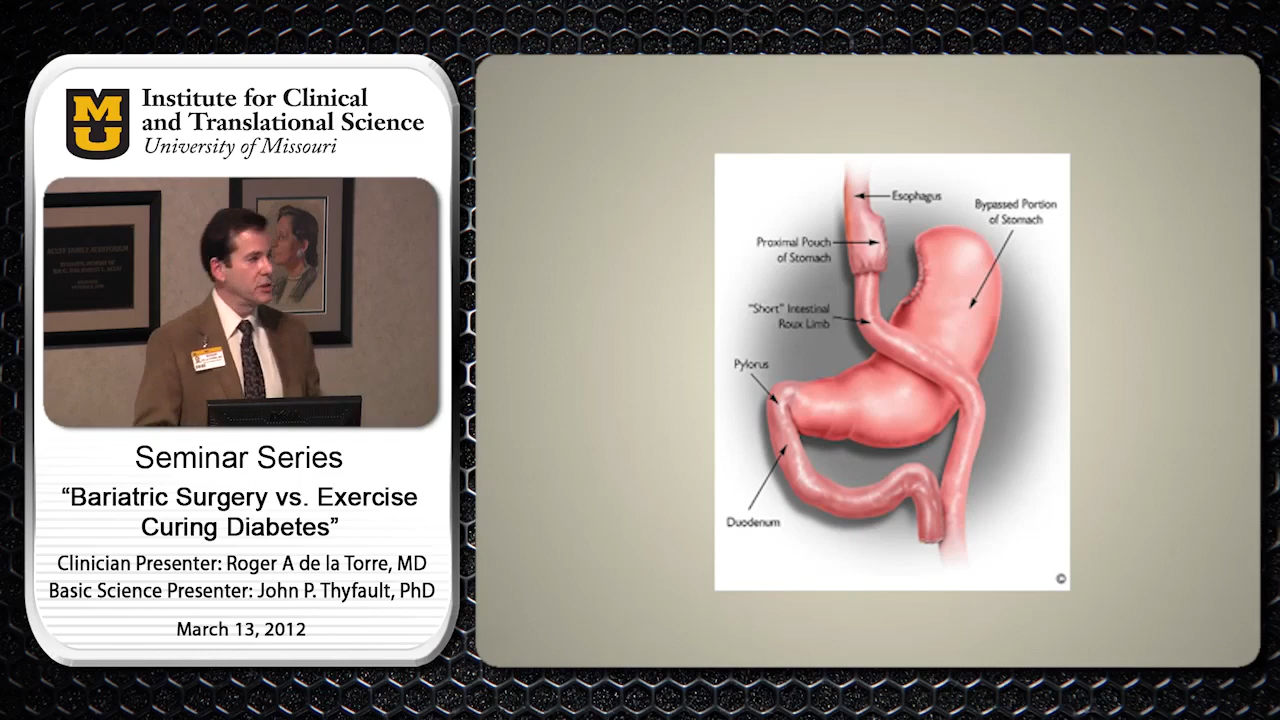 MU
Institute for Clinical
and Translational Science
University of Missouri
Seminar Series
“Bariatric Surgery vs. Exercise
Curing Diabetes”
Clinician Presenter: Roger A de la Torre, MD
Basic Science Presenter: John P. Thyfault, PhD
March 13, 2012
Esophagus
Bypassed Portion
of Stomach
Proximal Pouch
of Stomach
“Short” Intestinal
Roux Limb
Pylorus
Duodenum
©